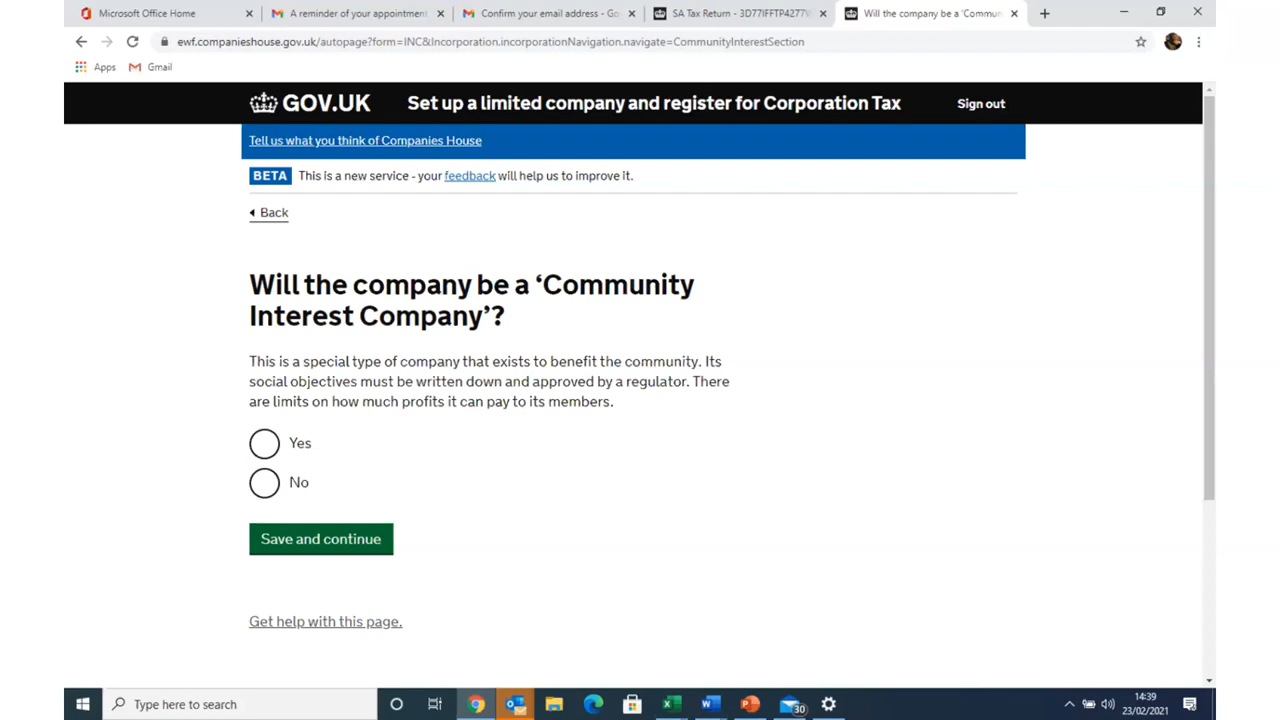 Microsoft Office Home
A reminder of your appointment
Confirm your email address - Go
SA Tax Return - 3D77IFFTP4277
Will the company be a 'Commun
ewf.companieshouse.gov.uk/autopage?form=INC&Incorporation.incorporationNavigation.navigate=CommunityInterestSection
Apps
Gmail
GOV.UK
Set up a limited company and register for Corporation Tax
Sign out
Tell us what you think of Companies House
BETA
This is a new service - your feedback will help us to improve it.
Back
Will the company be a ‘Community
Interest Company’?
This is a special type of company that exists to benefit the community. Its
social objectives must be written down and approved by a regulator. There
are limits on how much profits it can pay to its members.
Yes
No
Save and continue
Get help with this page.
Type here to search
30
14:39
23/02/2021